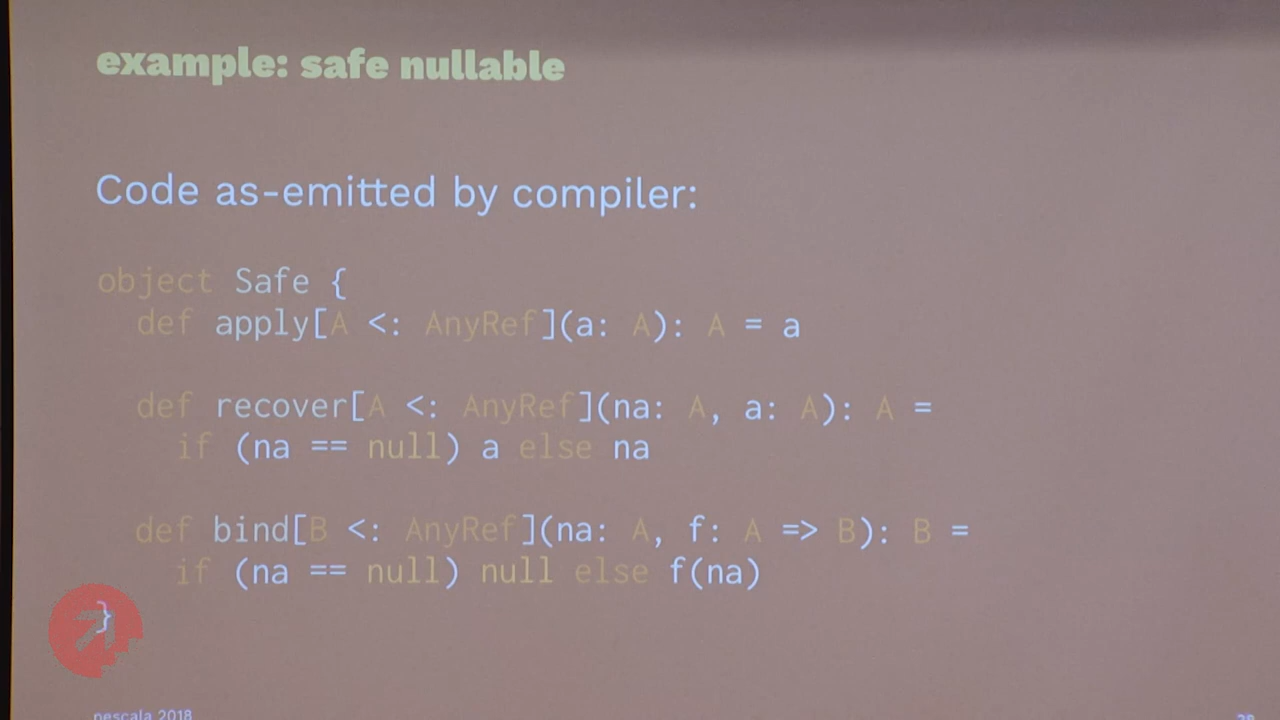 example: safe nullable
Code as-emitted by compiler:
object Safe {
def apply[A <: AnyRef](a: A): A = a
def recover[A <: AnyRef](na: A, a: A): A =
if (na == null) a else na
def bind[B <: AnyRef](na: A, f: A => B): B =
if (na == null) null else f(na)
}
nescala 2018